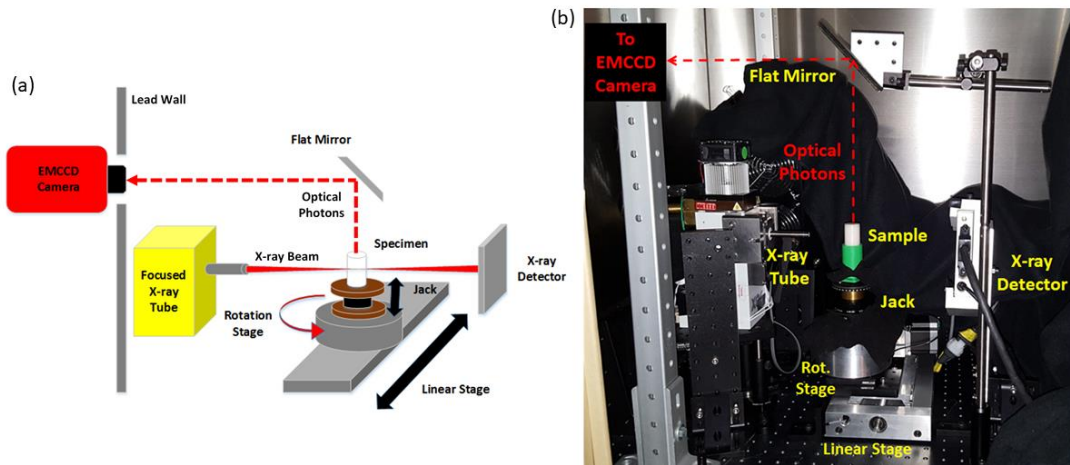 (a)
Lead Wall
EMCCD
Camera
Flat Mirror
Optical
Photons
Specimen
X-ray Beam
X-ray
Detector
Focused
X-ray
Tube
Jack
Rotation
Stage
Linear Stage
(b)
To
EMCCD
Camera
Flat Mirror
Optical
Photons
Sample
X-ray
Tube
X-ray
Detector
Jack
Rot.
Stage
Linear Stage